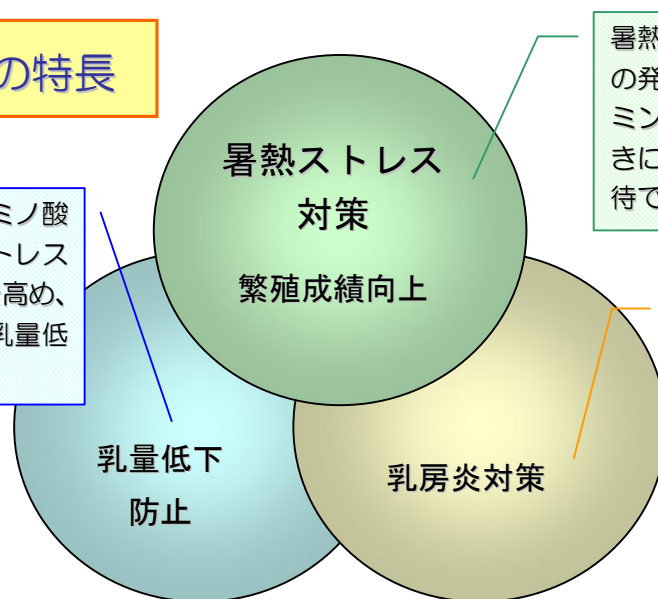 の特長
暑熱
の発
ミン
きに
待で
暑熱ストレス
対策
繁殖成績向上
ミノ酸
トレス
高め、
乳量低
乳量低下
防止
乳房炎対策